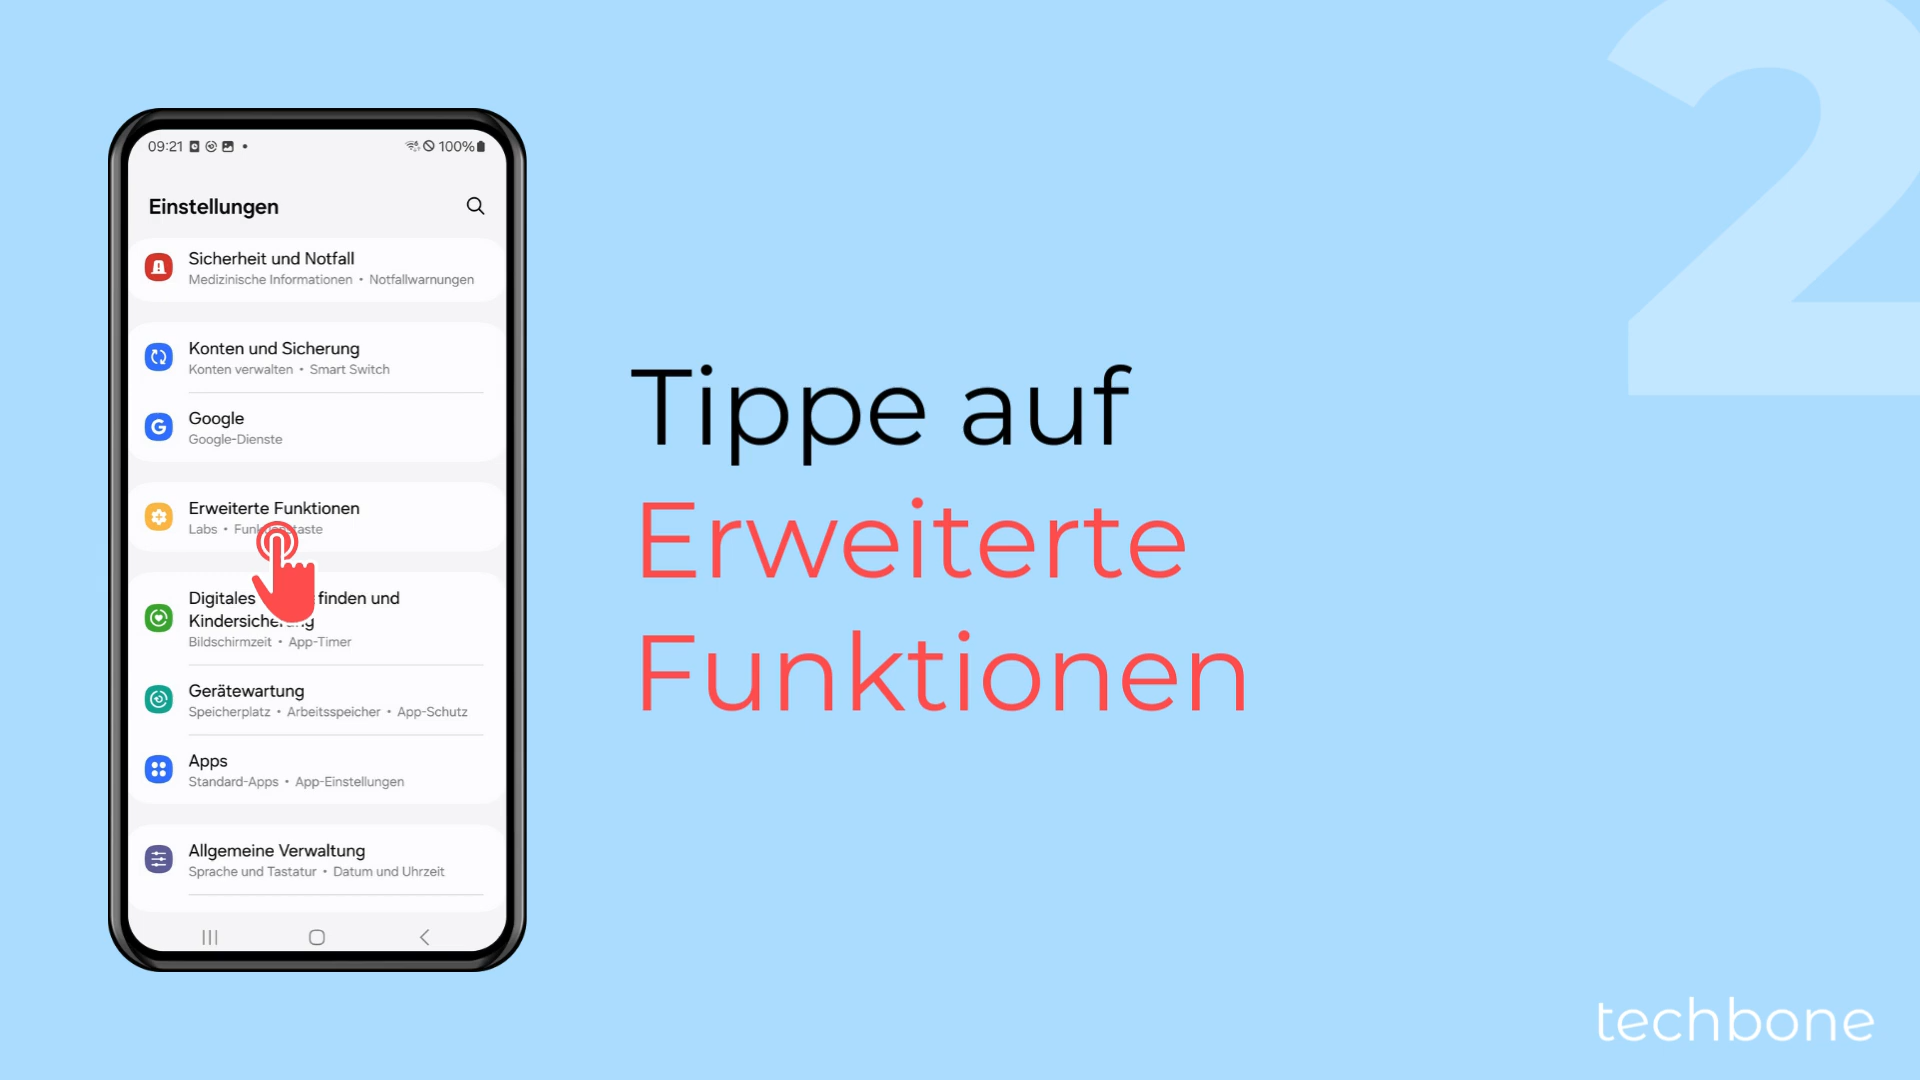 2
09:21
100%
Einstellungen
Sicherheit und Notfall
Medizinische Informationen • Notfallwarnungen
Konten und Sicherung
Konten verwalten • Smart Switch
Google
Google-Dienste
Erweiterte Funktionen
Labs •
Digitales finden und
Bildschirmzeit • App-Timer
Gerätewartung
Speicherplatz • Arbeitsspeicher • App-Schutz
Apps
Standard-Apps • App-Einstellungen
Allgemeine Verwaltung
Sprache und Tastatur • Datum und Uhrzeit
Tippe auf
Erweiterte
Funktionen
techbone